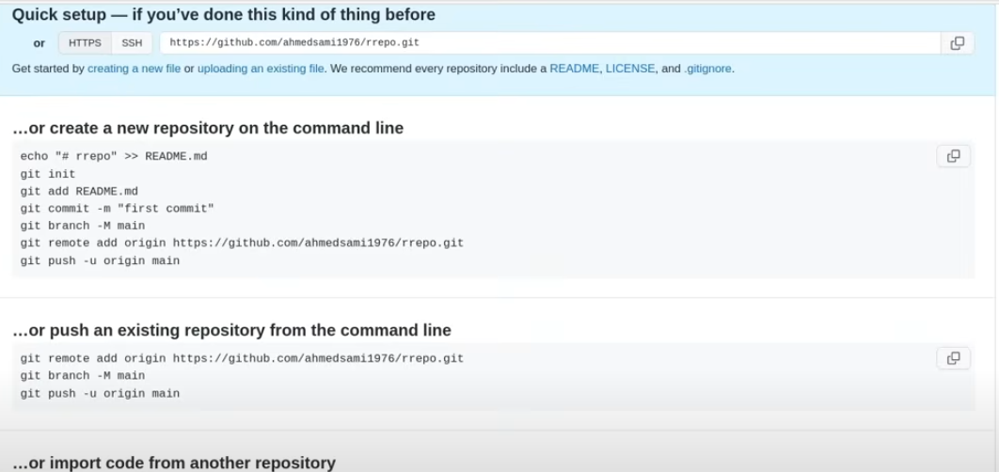 Quick setup — if you’ve done this kind of thing before
or HTTPS SSH https://github.com/ahmedsami1976/rrepo.git
Get started by creating a new file or uploading an existing file. We recommend every repository include a README, LICENSE, and .gitignore.
…or create a new repository on the command line
echo "# rrepo" >> README.md
git init
git add README.md
git commit -m "first commit"
git branch -M main
git remote add origin https://github.com/ahmedsami1976/rrepo.git
git push -u origin main
…or push an existing repository from the command line
git remote add origin https://github.com/ahmedsami1976/rrepo.git
git branch -M main
git push -u origin main
…or import code from another repository